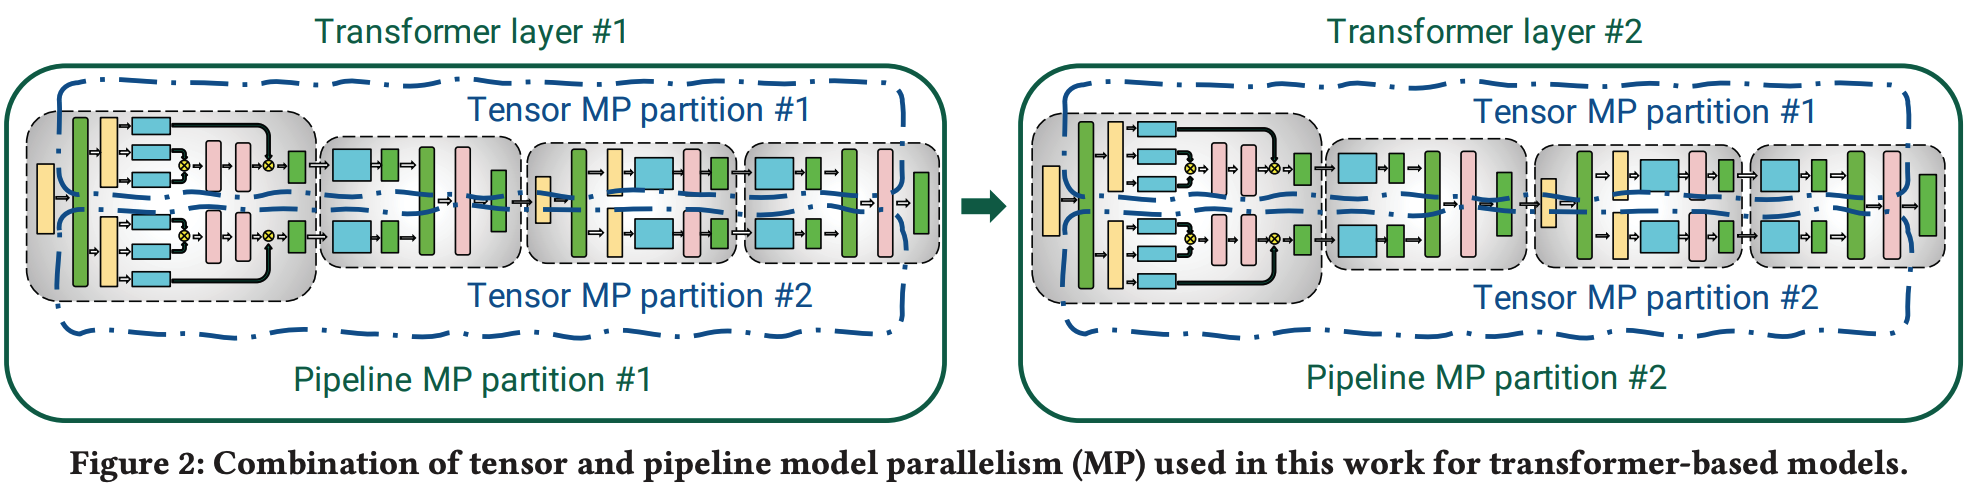 Transformer layer #1
Transformer layer #2
Tensor MP partition #1
Tensor MP partition #2
Pipeline MP partition #1
Tensor MP partition #1
Tensor MP partition #2
Pipeline MP partition #2
Figure 2: Combination of tensor and pipeline model parallelism (MP) used in this work for transformer-based models.